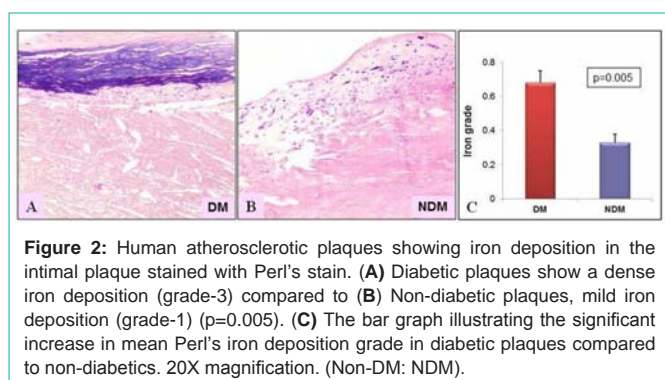 A
DM
B
NDM
Iron grade
0.8
0.6
0.4
0.2
0
p=0.005
C
DM
NDM
Figure 2: Human atherosclerotic plaques showing iron deposition in the
intimal plaque stained with Perl's stain. (A) Diabetic plaques show a dense
iron deposition (grade-3) compared to (B) Non-diabetic plaques, mild iron
deposition (grade-1) (p=0.005). (C) The bar graph illustrating the significant
increase in mean Perl's iron deposition grade in diabetic plaques compared
to non-diabetics. 20X magnification. (Non-DM: NDM).